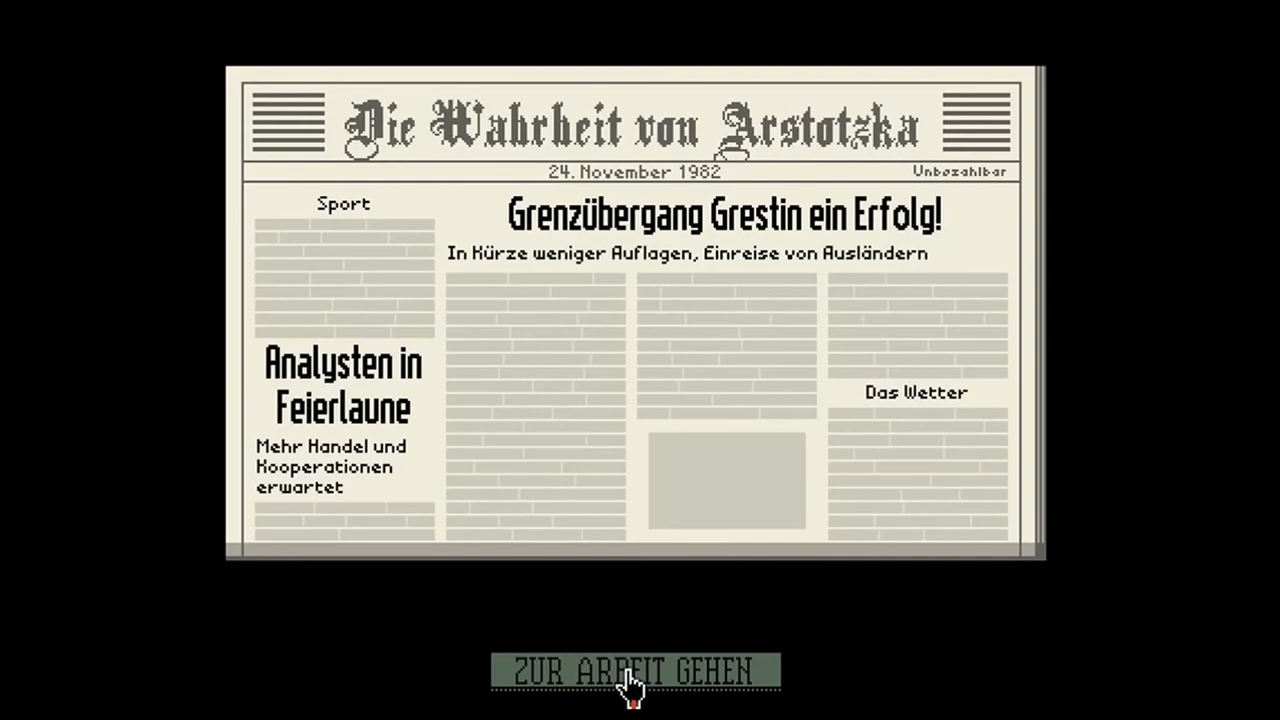 Die Wahrheit von Arstotzka
24. November 1982
Unbezahlbar
Sport
Analysten in
Feierlaune
Mehr Handel und
Kooperationen
erwartet
Grenzübergang Grestin ein Erfolg!
In Kürze weniger Auflagen, Einreise von Ausländern
Das Wetter
ZUR ARBEIT GEHEN